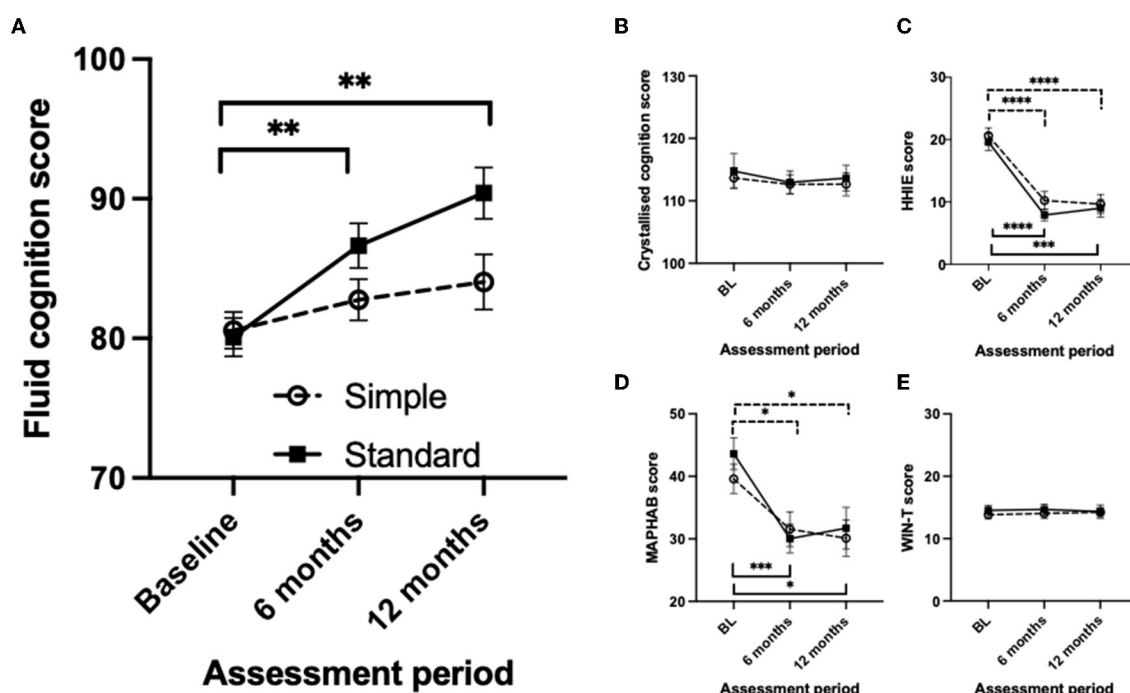 A
Fluid cognition score
100
90
80
70
**
**
Simple
Standard
Baseline
6 months
12 months
Assessment period
B
Crystallised cognition score
130
120
110
100
BL
6 months
12 months
Assessment period
C
HHIE score
30
20
10
0
****
****
****
***
BL
6 months
12 months
Assessment period
D
MAPHAB score
50
40
30
20
*
*
***
*
BL
6 months
12 months
Assessment period
E
WIN-T score
30
20
10
0
BL
6 months
12 months
Assessment period